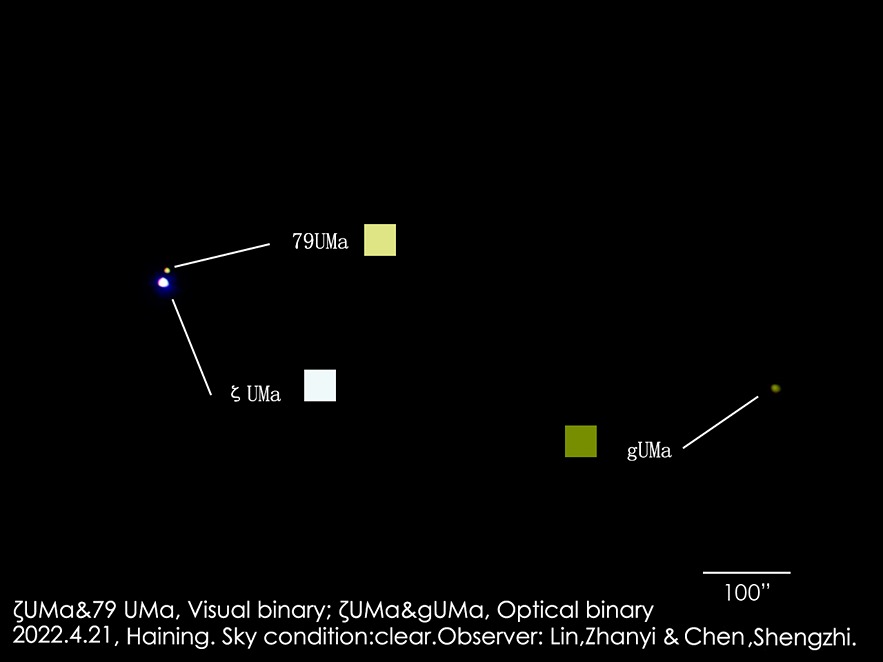 79UMa
ζ UMa
gUMa
100”
ζUMa&79 UMa, Visual binary; ζUMa&gUMa, Optical binary
2022.4.21, Haining. Sky condition:clear.Observer: Lin,Zhanyi & Chen,Shengzhi.